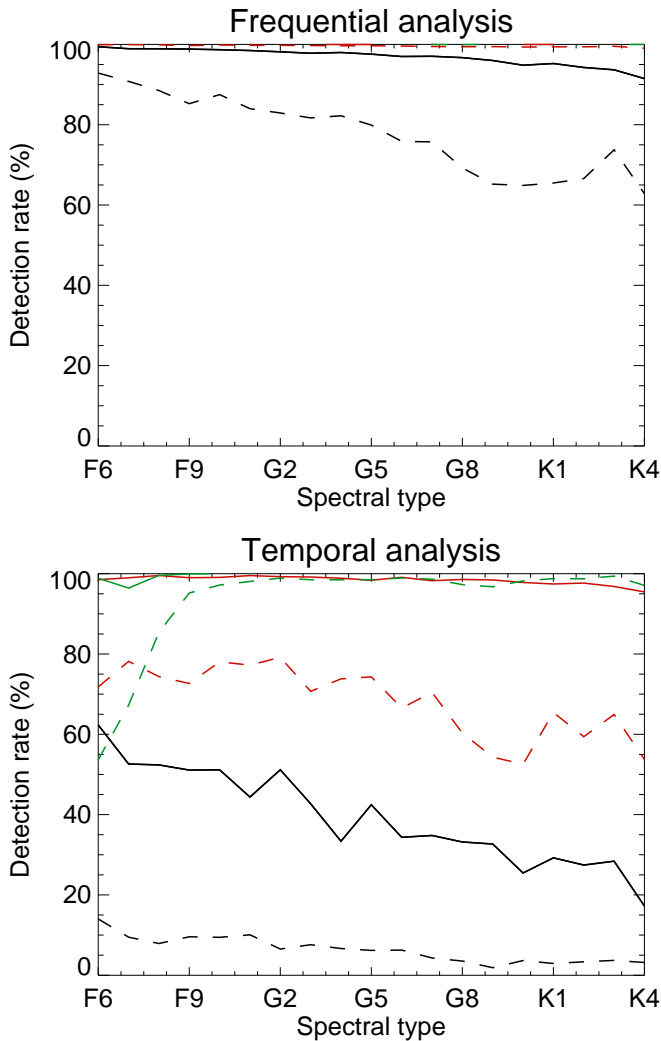 Frequential analysis
100
80
60
40
20
0
Detection rate (%)
F6 F9 G2 G5 G8 K1 K4
Spectral type
Temporal analysis
100
80
60
40
20
0
Detection rate (%)
F6 F9 G2 G5 G8 K1 K4
Spectral type